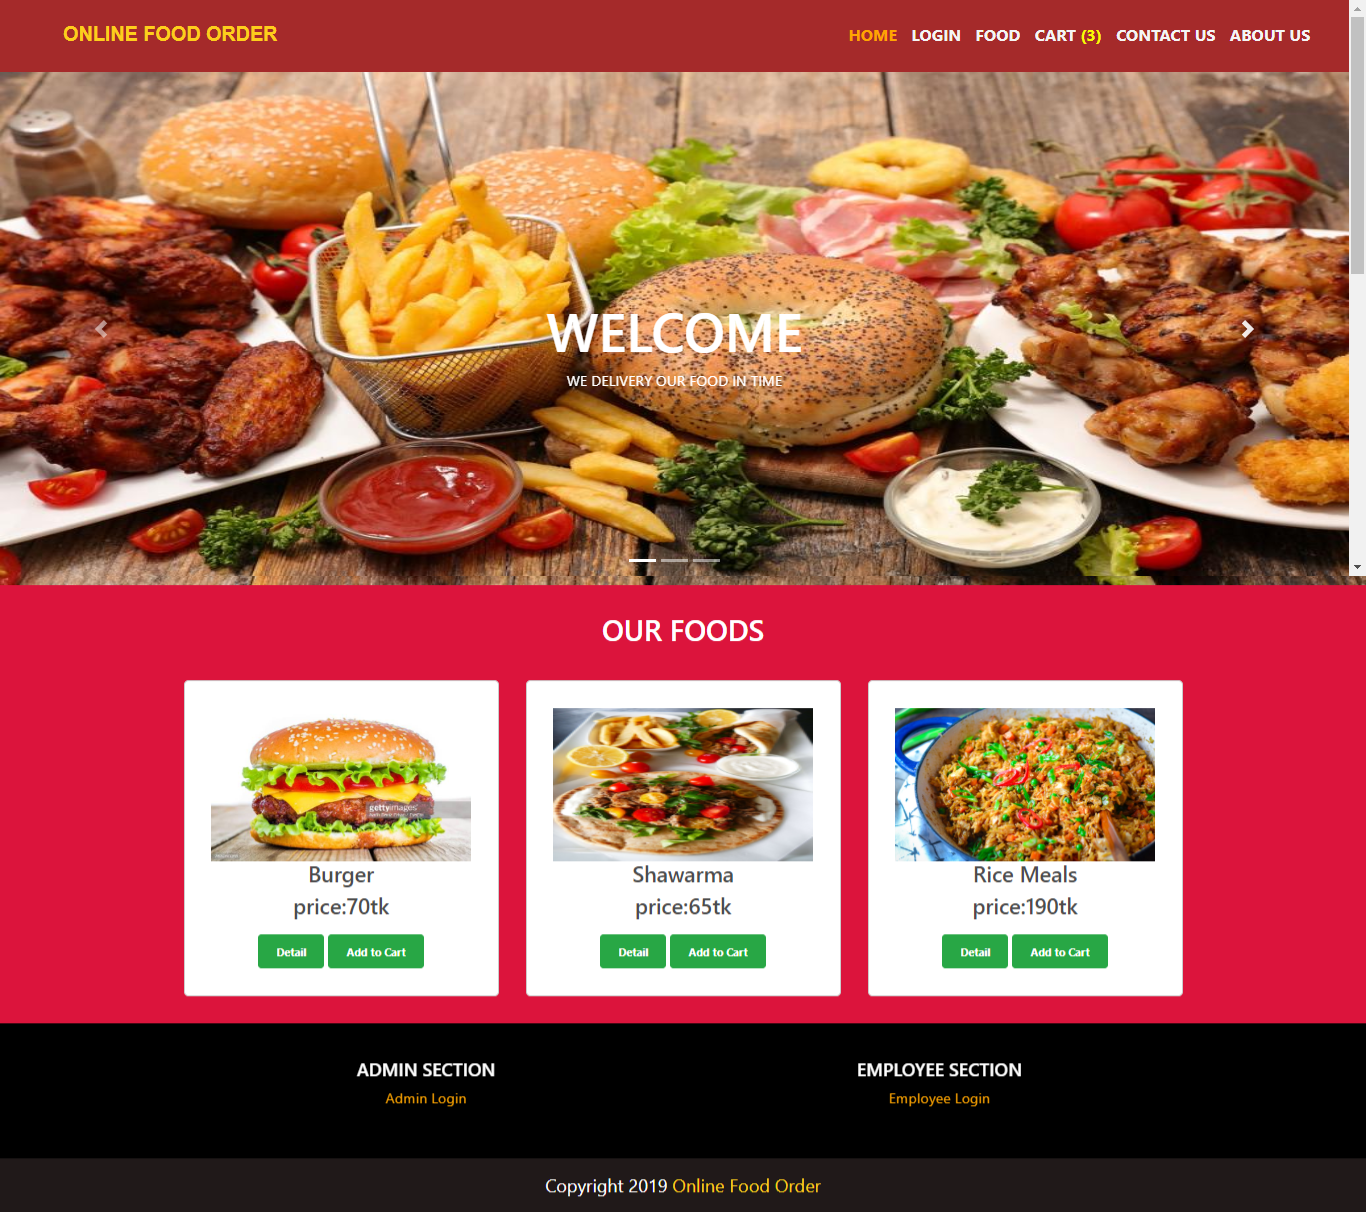 ONLINE FOOD ORDER
HOME LOGIN FOOD CART (3) CONTACT US ABOUT US
WELCOME
WE DELIVERY OUR FOOD IN TIME
OUR FOODS
gettyimages
Burger
price:70tk
Detail Add to Cart
Shawarma
price:65tk
Detail Add to Cart
Rice Meals
price:190tk
Detail Add to Cart
ADMIN SECTION
Admin Login
EMPLOYEE SECTION
Employee Login
Copyright 2019 Online Food Order